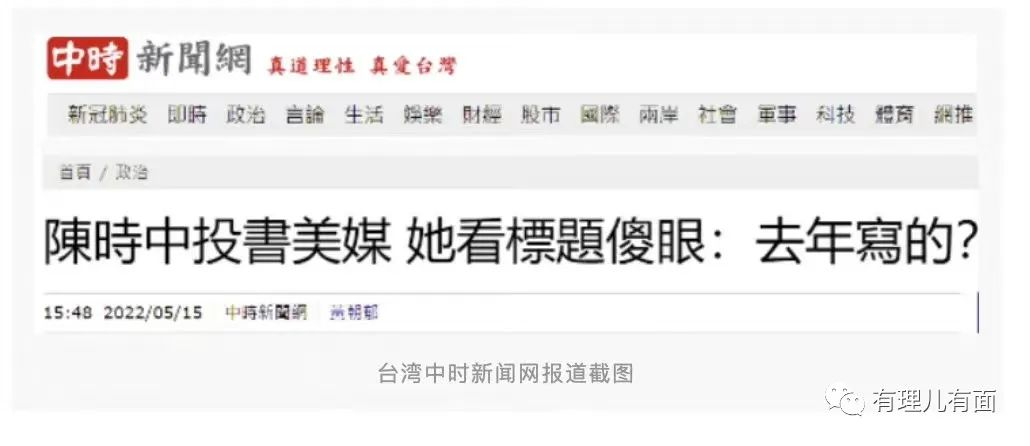 中時 新聞網 真道理性 真愛台灣
新冠肺炎 即時 政治 言論 生活 娛樂 財經 股市 國際 兩岸 社會 軍事 科技 體育 網推
首頁 / 政治
陳時中投書美媒 她看標題傻眼：去年寫的？
15:48 2022/05/15 中時新聞網 黃朝郁
台湾中时新闻网报道截图
有理儿有面